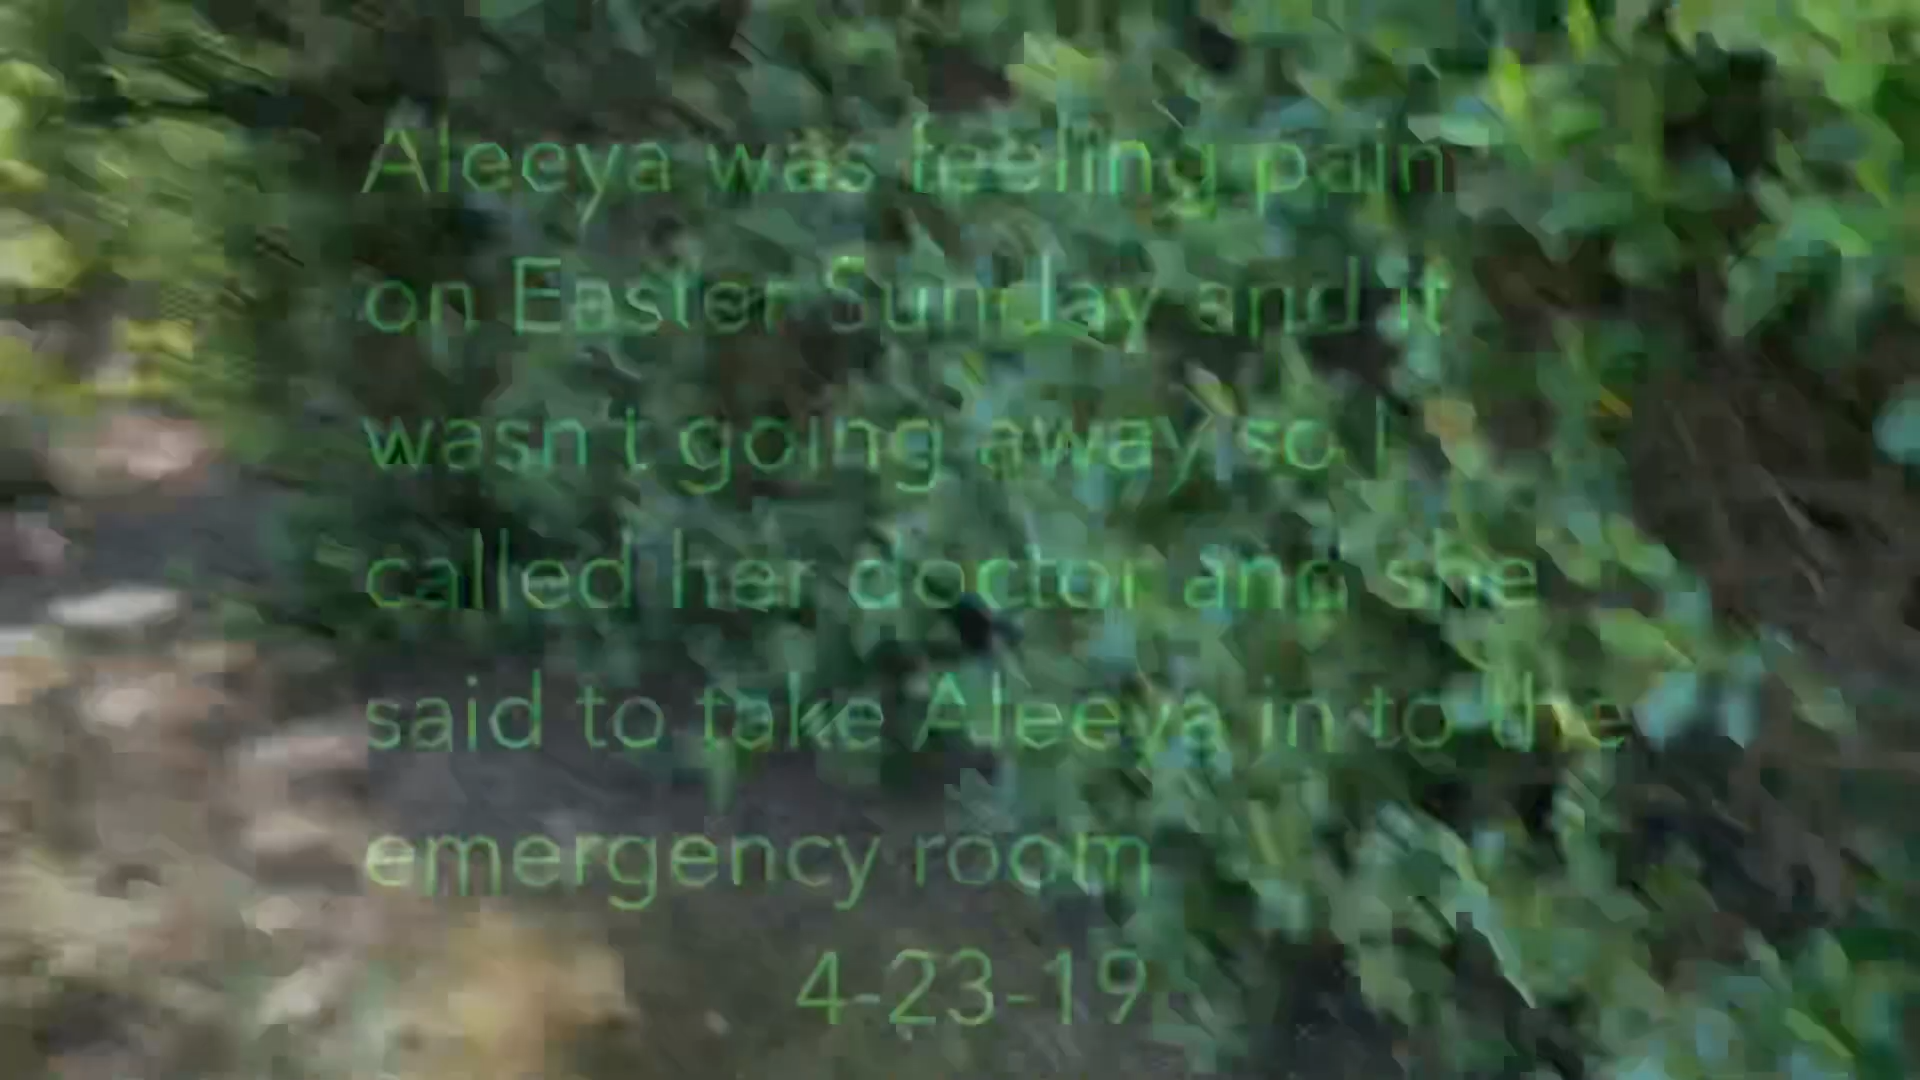 Aleeya was feeling pain
on Easter Sunday and it
wasn't going away so I
called her doctor and she
said to take Aleeya in to the
emergency room
4-23-19